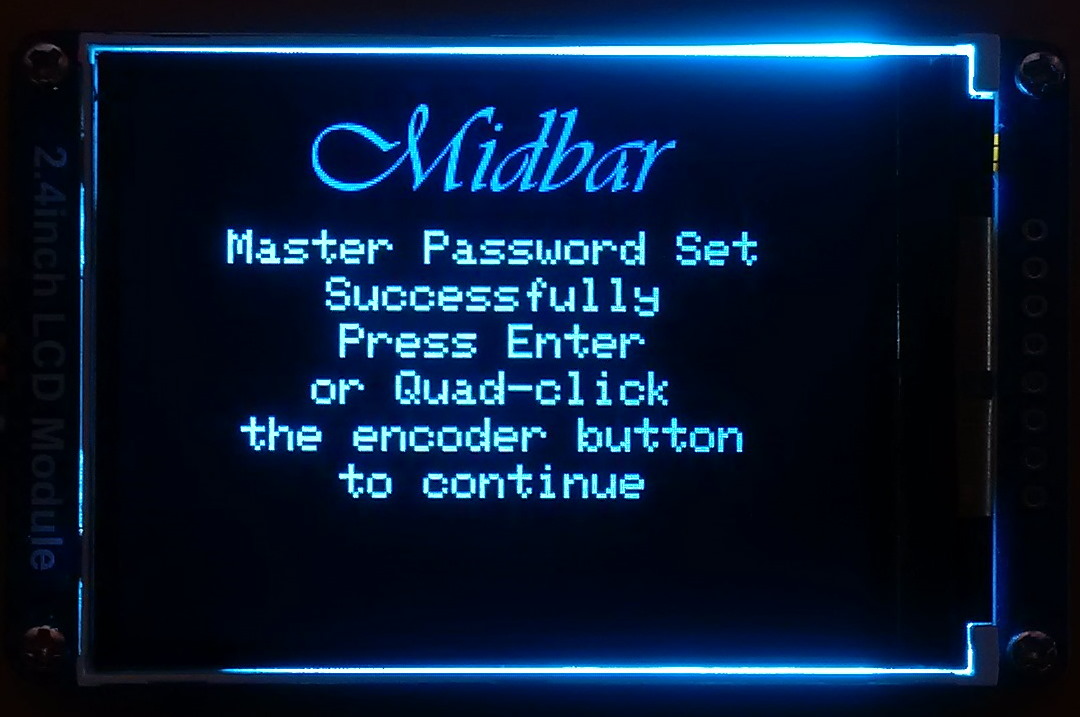 Midbar
Master Password Set
Successfully
Press Enter
or Quad-click
the encoder button
to continue
2.4inch LCD Module